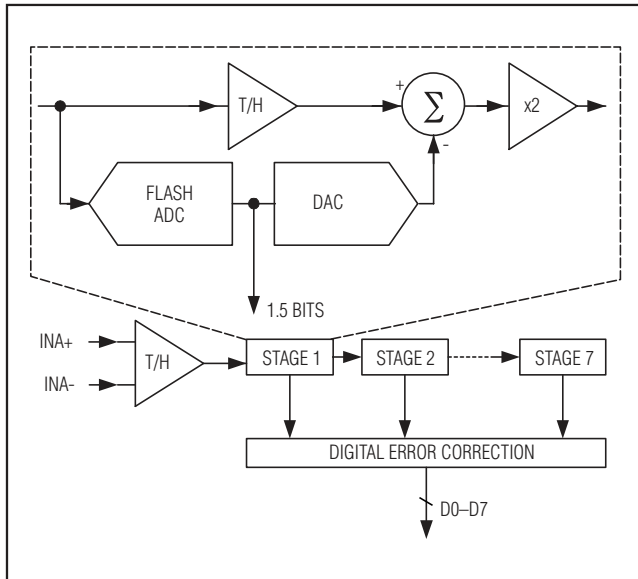 T/H
+
Σ
-
x2
FLASH
ADC
DAC
1.5 BITS
INA+
INA-
T/H
STAGE 1
STAGE 2
STAGE 7
DIGITAL ERROR CORRECTION
D0–D7